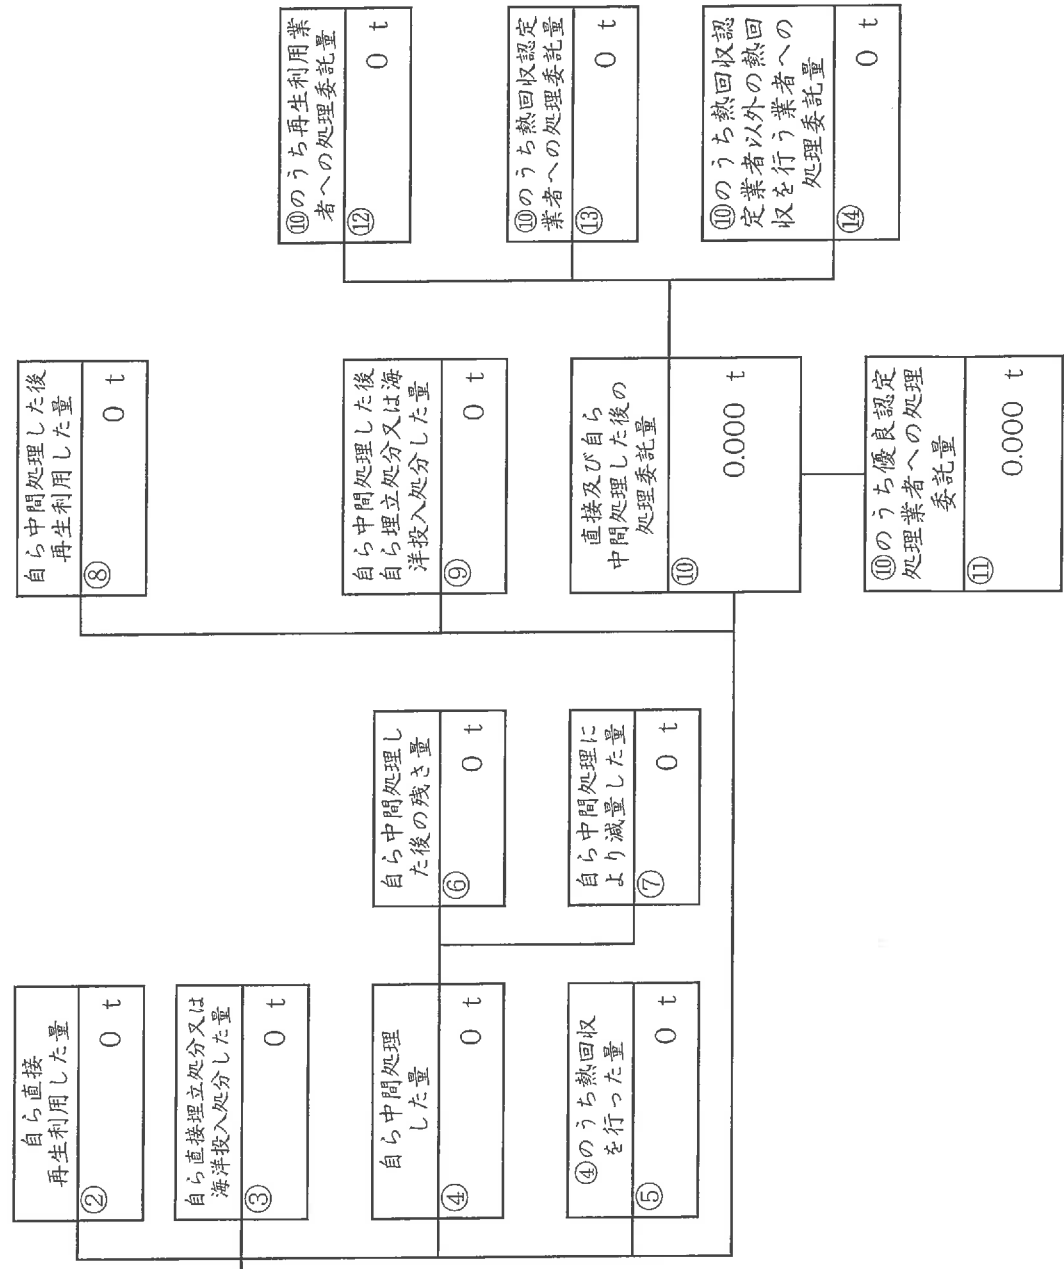 自ら直接
再生利用した量
②
0 t
自ら直接埋立処分又は
海洋投入処分した量
③
0 t
自ら中間処理
した量
④
0 t
④のうち熱回収
を行った量
⑤
0 t
自ら中間処理し
た後の残さ量
⑥
0 t
自ら中間処理に
より減量した量
⑦
0 t
自ら中間処理した後
再生利用した量
⑧
0 t
自ら中間処理した後
自ら埋立処分又は海
洋投入処分した量
⑨
0 t
直接及び自ら
中間処理した後の
処理委託量
⑩
0.000 t
⑩のうち優良認定
処理業者への処理
委託量
⑪
0.000 t
⑩のうち再生利用業
者への処理委託量
⑫
0 t
⑩のうち熱回収認定
業者への処理委託量
⑬
0 t
⑩のうち熱回収認
定業者以外の熱回
収を行う業者への
処理委託量
⑭
0 t